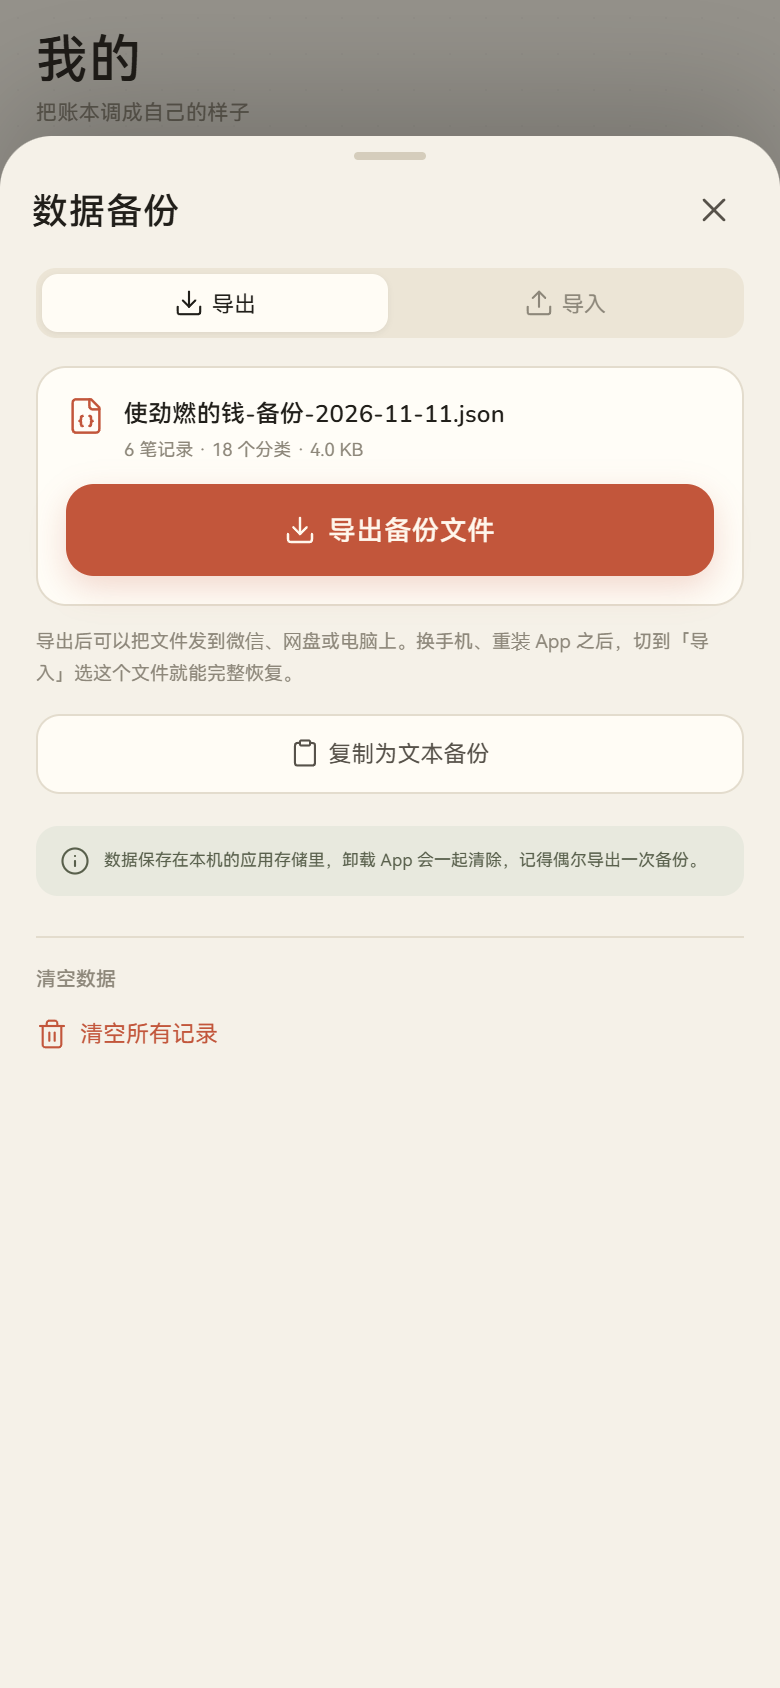 我的
把账本调成自己的样子
数据备份
导出
导入
使劲燃的钱-备份-2026-11-11.json
6 笔记录 · 18 个分类 · 4.0 KB
导出备份文件
导出后可以把文件发到微信、网盘或电脑上。换手机、重装 App 之后，切到「导
入」选这个文件就能完整恢复。
复制为文本备份
数据保存在本机的应用存储里，卸载 App 会一起清除，记得偶尔导出一次备份。
清空数据
清空所有记录